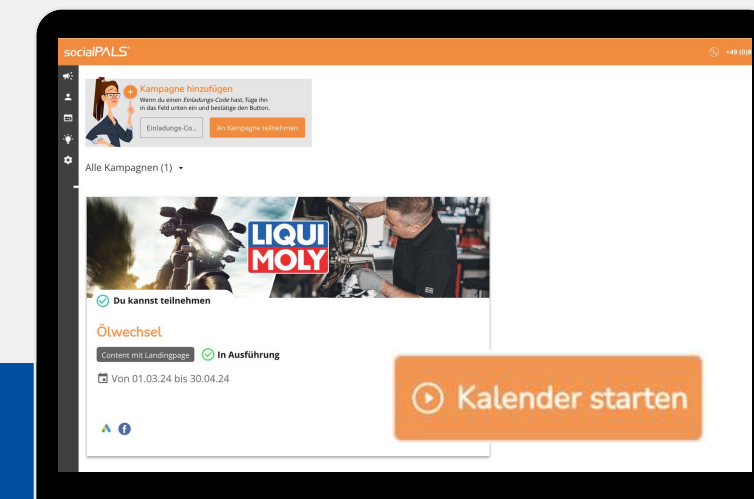 socialPALS
+49 (0)8
Kampagne hinzufügen
Wenn du einen Einladungs-Code hast, füge ihn
in das Feld unten ein und bestätige den Button.
Einladungs-Co... An Kampagne teilnehmen
Alle Kampagnen (1)
LIQUI
MOLY
Du kannst teilnehmen
Ölwechsel
Content mit Landingpage In Ausführung
Von 01.03.24 bis 30.04.24
Kalender starten